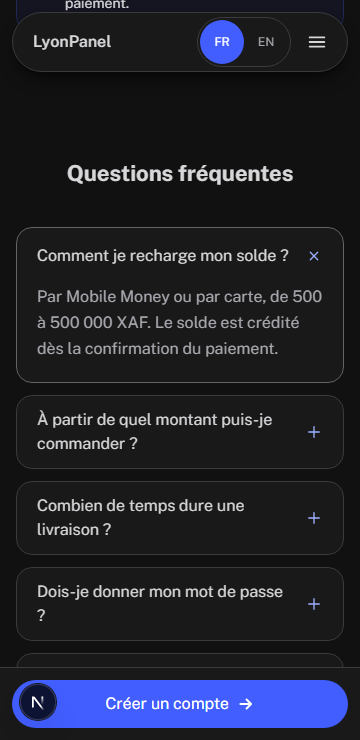 paiement.
LyonPanel
FR
EN
Questions fréquentes
Comment je recharge mon solde ?
Par Mobile Money ou par carte, de 500
à 500 000 XAF. Le solde est crédité
dès la confirmation du paiement.
À partir de quel montant puis-je
commander ?
Combien de temps dure une
livraison ?
Dois-je donner mon mot de passe
?
N
Créer un compte →